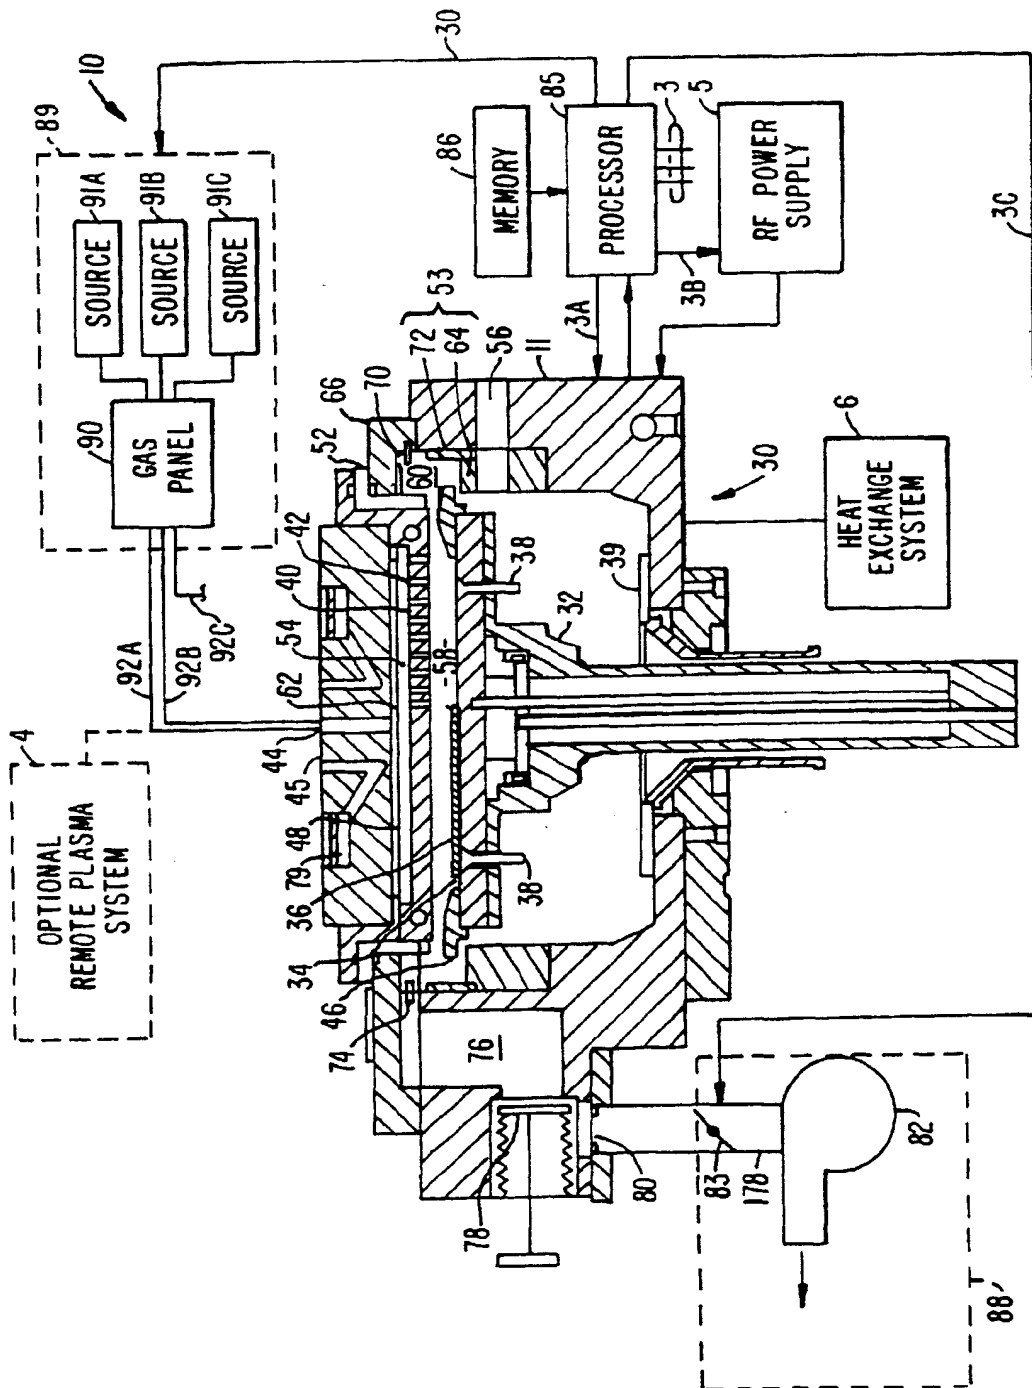 OPTIONAL
REMOTE PLASMA
SYSTEM
4
89
10
SOURCE
91A
SOURCE
91B
SOURCE
91C
90
GAS
PANEL
92A
92B
92C
3D
44
45
48
79
36
34
46
74
62
54
40
42
52
66
70
60
58
72
64
53
56
11
76
78
80
83
178
82
88'
38
38
32
39
30
6
HEAT
EXCHANGE
SYSTEM
86
MEMORY
85
PROCESSOR
3
5
RF POWER
SUPPLY
3A
3B
3C